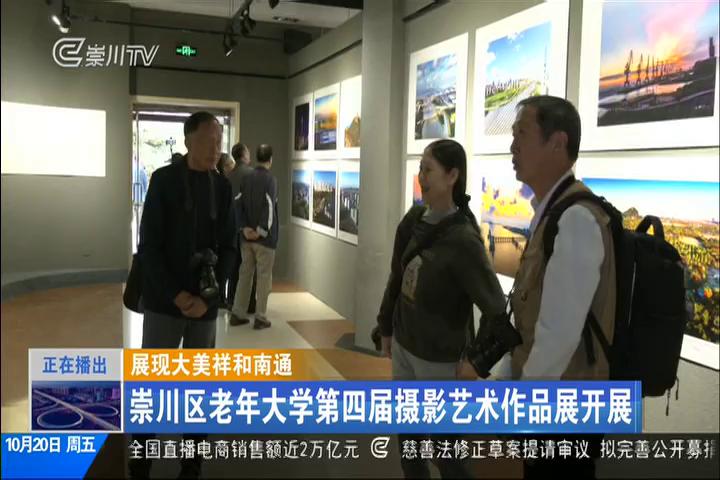 崇川TV
正在播出
展现大美祥和南通
崇川区老年大学第四届摄影艺术作品展开展
10月20日 周五
全国直播电商销售额近2万亿元
慈善法修正草案提请审议 拟完善公开募捐